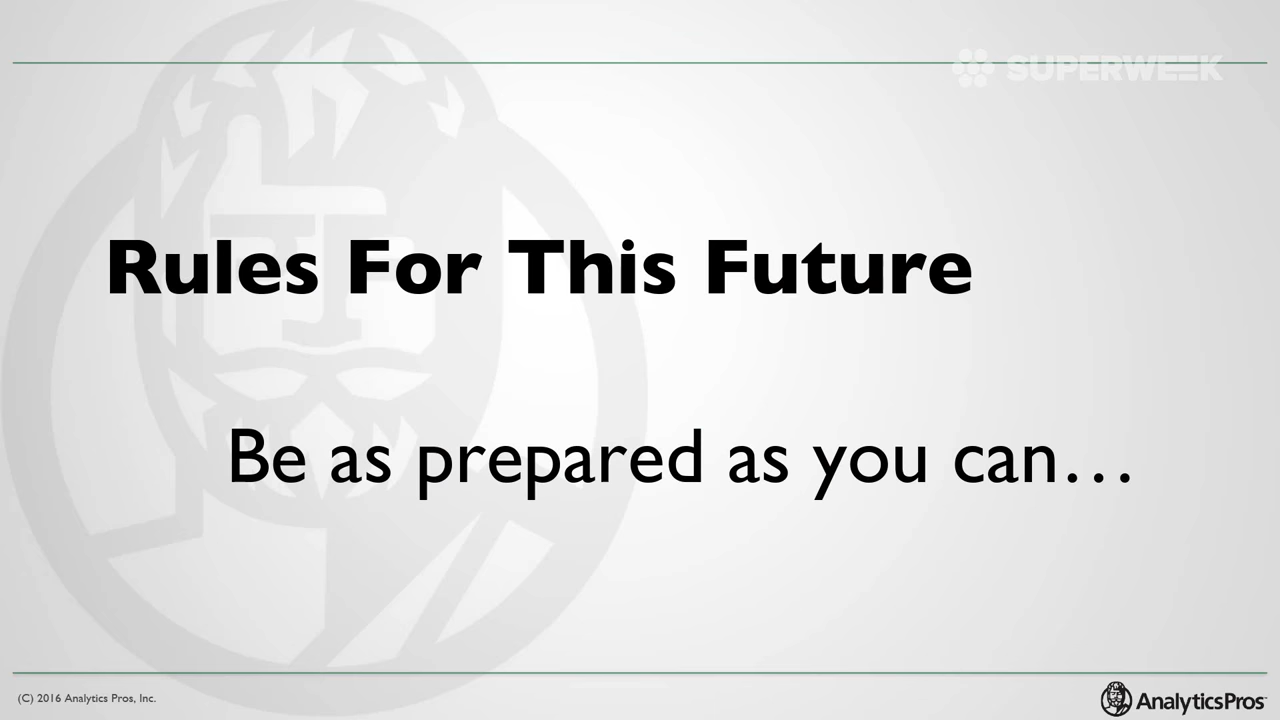 SUPERWEEK
Rules For This Future
Be as prepared as you can…
(C) 2016 Analytics Pros, Inc.
AnalyticsPros